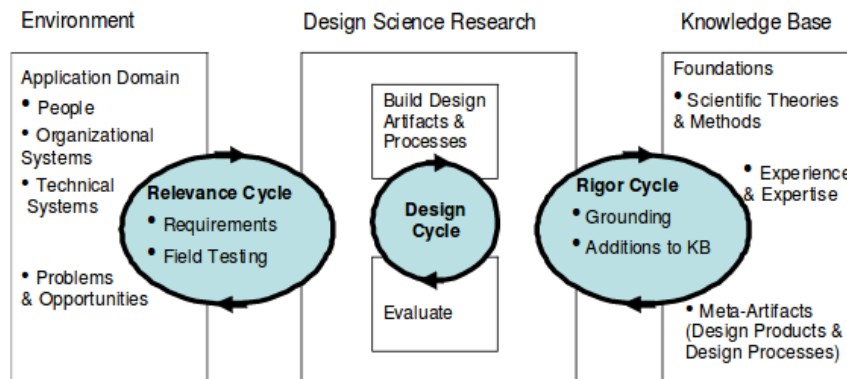 Environment
Design Science Research
Knowledge Base
Application Domain
• People
• Organizational
Systems
• Technical
Systems
• Problems
& Opportunities
Relevance Cycle
• Requirements
• Field Testing
Build Design
Artifacts &
Processes
Design
Cycle
Evaluate
Rigor Cycle
• Grounding
• Additions to KB
Foundations
• Scientific Theories
& Methods
• Experience
& Expertise
• Meta-Artifacts
(Design Products &
Design Processes)